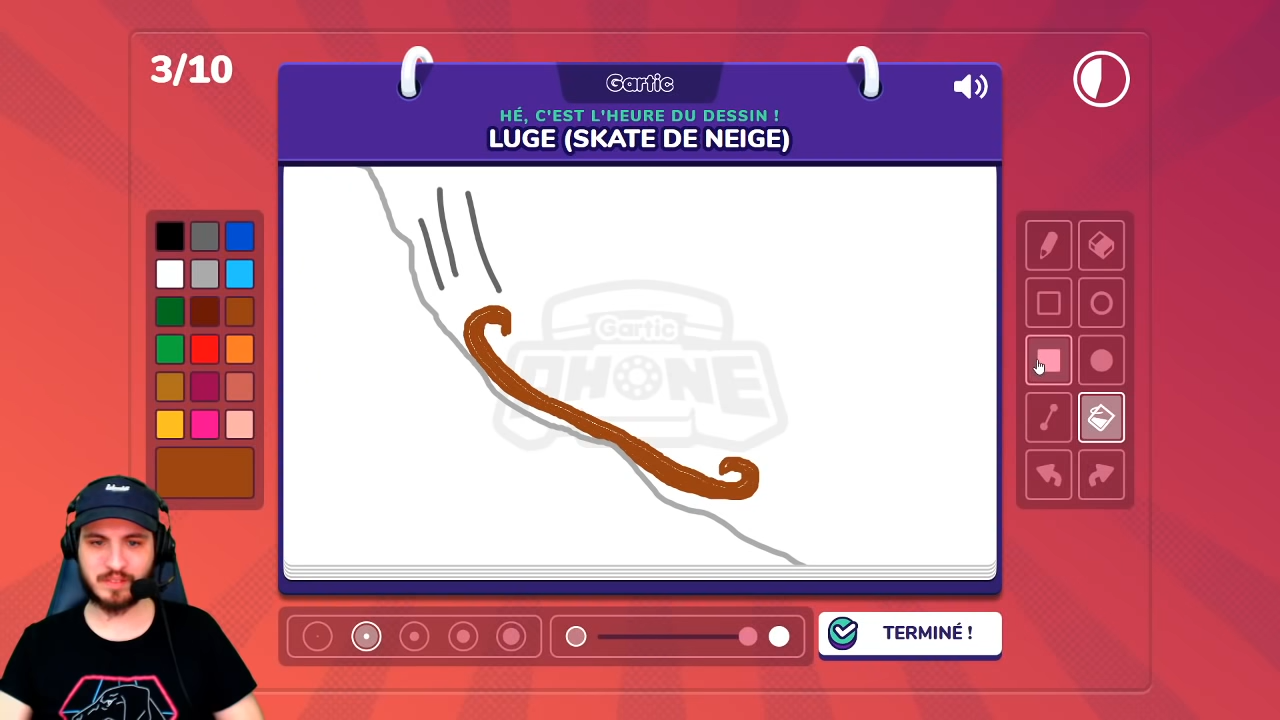 3/10
Gartic
HÉ, C'EST L'HEURE DU DESSIN !
LUGE (SKATE DE NEIGE)
Gartic
PHONE
TERMINÉ !